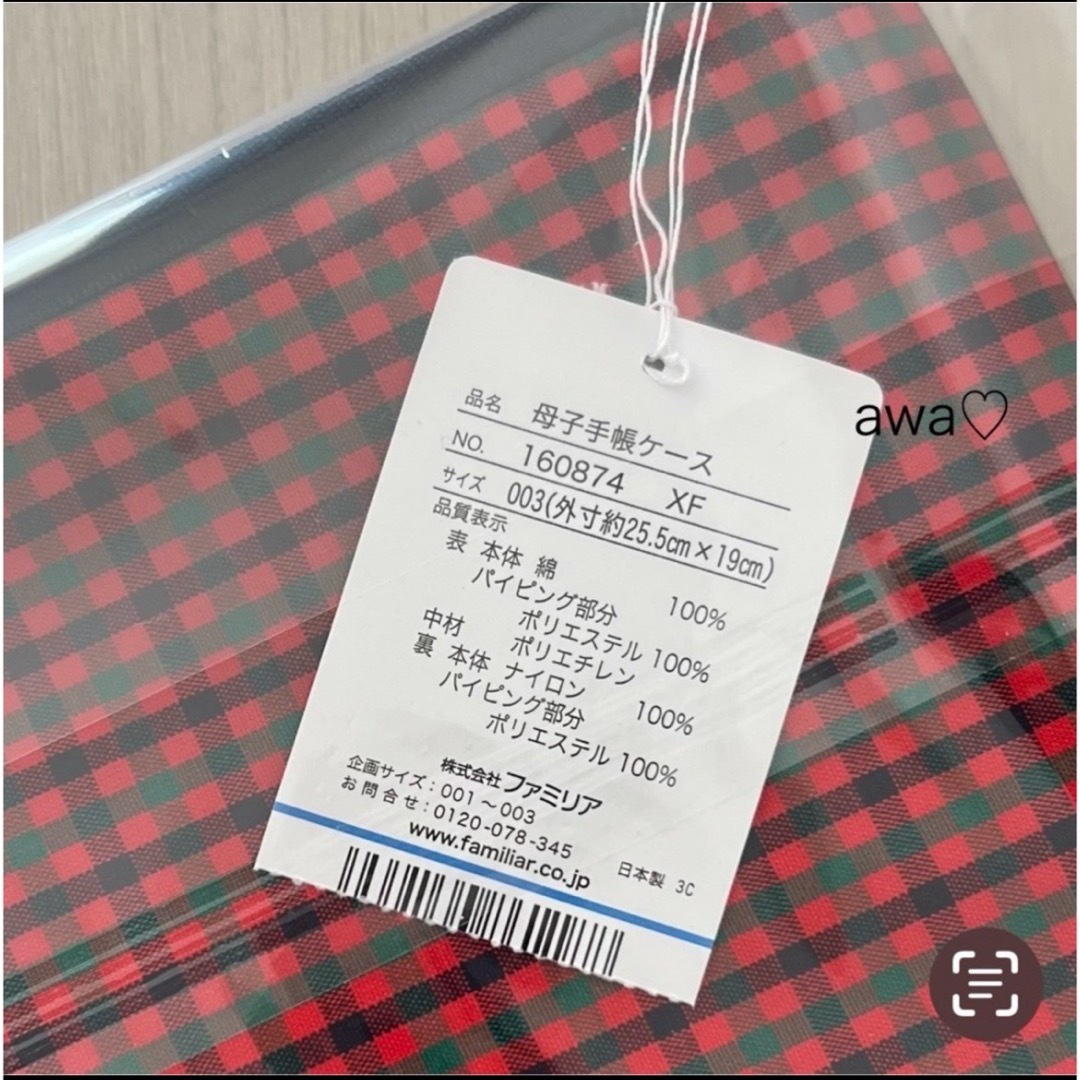 品名 母子手帳ケース
NO. 160874 XF
サイズ 003(外寸約25.5cm×19cm)
品質表示
表 本体 綿 100%
パイピング部分
ポリエステル 100%
中材 ポリエチレン
裏 本体 ナイロン 100%
パイピング部分
ポリエステル 100%
株式会社ファミリア
企画サイズ：001～003
お問合せ：0120-078-345
www.familiar.co.jp
日本製 3C
awa♡